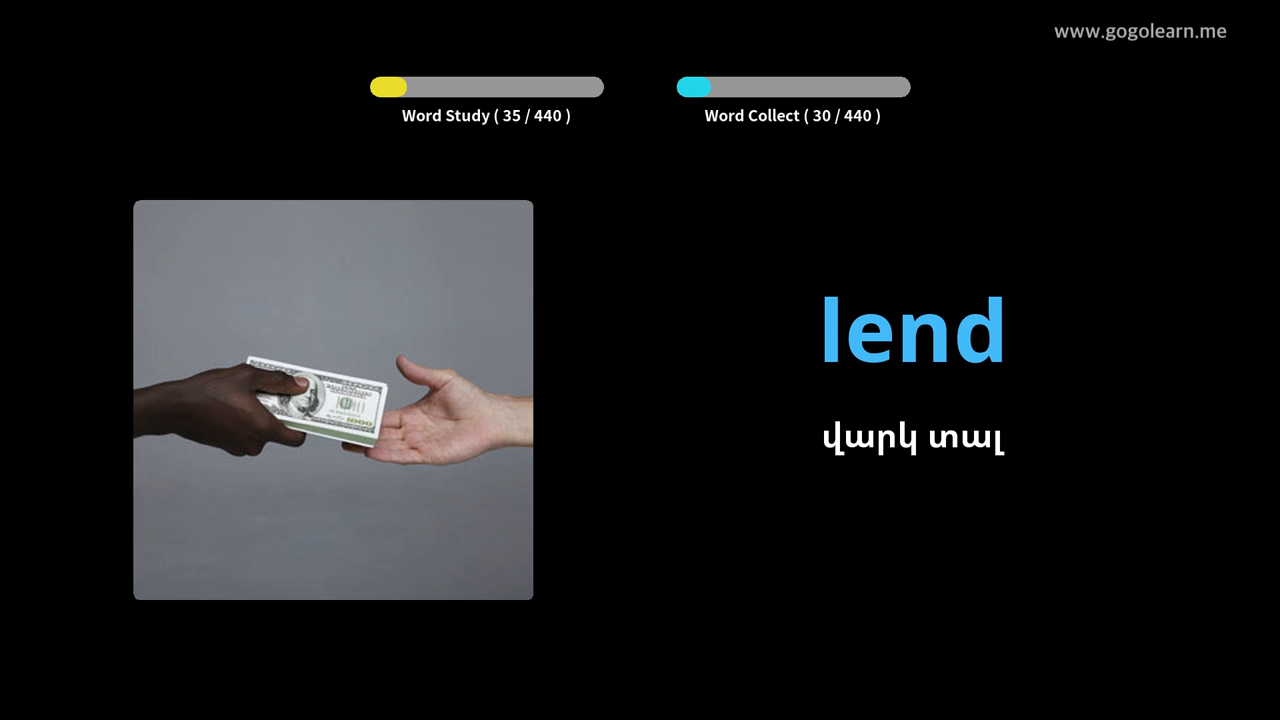 www.gogolearn.me
Word Study ( 35 / 440 )
Word Collect ( 30 / 440 )
lend
վարկ տալ